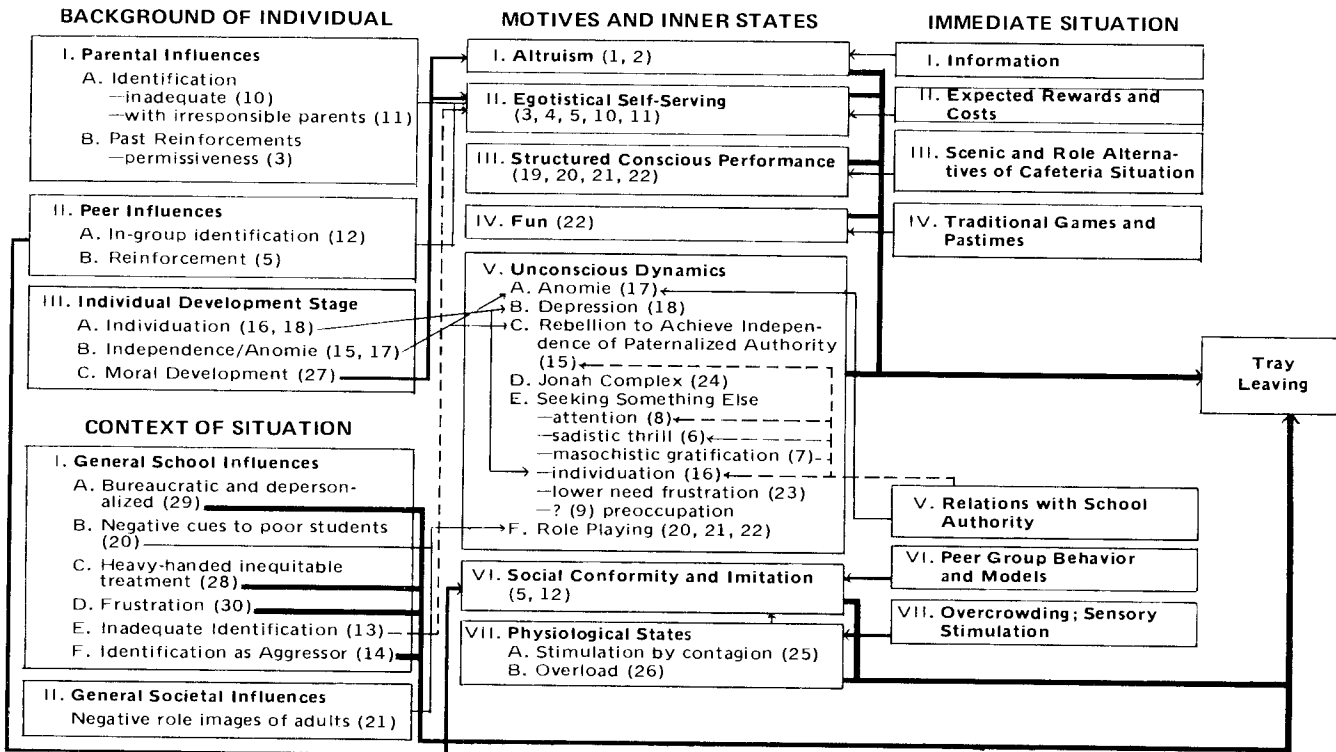 BACKGROUND OF INDIVIDUAL
I. Parental Influences
A. Identification
—inadequate (10)
—with irresponsible parents (11)
B. Past Reinforcements
—permissiveness (3)
II. Peer Influences
A. In-group identification (12)
B. Reinforcement (5)
III. Individual Development Stage
A. Individuation (16, 18)
B. Independence/Anomie (15, 17)
C. Moral Development (27)
CONTEXT OF SITUATION
I. General School Influences
A. Bureaucratic and deperson-
alized (29)
B. Negative cues to poor students
(20)
C. Heavy-handed inequitable
treatment (28)
D. Frustration (30)
E. Inadequate Identification (13)
F. Identification as Aggressor (14)
II. General Societal Influences
Negative role images of adults (21)
MOTIVES AND INNER STATES
I. Altruism (1, 2)
II. Egotistical Self-Serving
(3, 4, 5, 10, 11)
III. Structured Conscious Performance
(19, 20, 21, 22)
IV. Fun (22)
V. Unconscious Dynamics
A. Anomie (17)
B. Depression (18)
C. Rebellion to Achieve Indepen-
dence of Paternalized Authority
(15)
D. Jonah Complex (24)
E. Seeking Something Else
—attention (8)
—sadistic thrill (6)
—masochistic gratification (7)
—individuation (16)
—lower need frustration (23)
—? (9) preoccupation
F. Role Playing (20, 21, 22)
VI. Social Conformity and Imitation
(5, 12)
VII. Physiological States
A. Stimulation by contagion (25)
B. Overload (26)
IMMEDIATE SITUATION
I. Information
II. Expected Rewards and
Costs
III. Scenic and Role Alterna-
tives of Cafeteria Situation
IV. Traditional Games and
Pastimes
V. Relations with School
Authority
VI. Peer Group Behavior
and Models
VII. Overcrowding; Sensory
Stimulation
Tray
Leaving